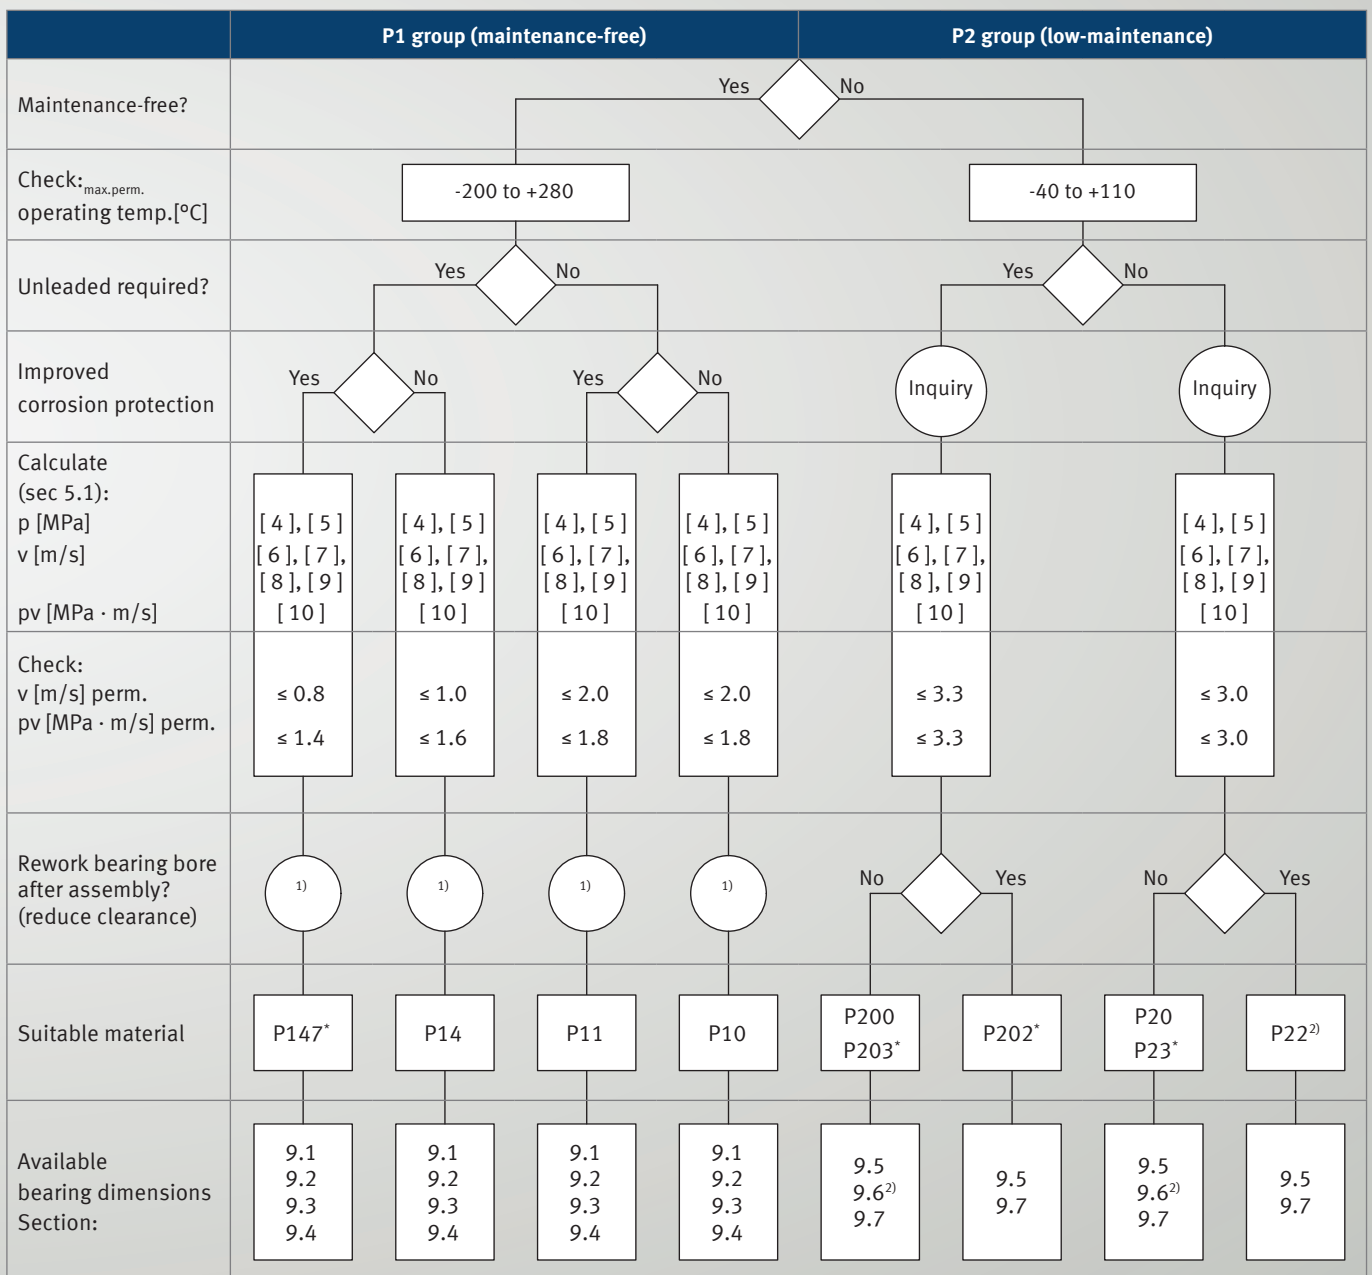 P1 group (maintenance-free)
P2 group (low-maintenance)
Maintenance-free?
Yes
No
Check:max.perm.
operating temp.[°C]
-200 to +280
-40 to +110
Unleaded required?
Yes
No
Yes
No
Improved
corrosion protection
Yes
No
Yes
No
Inquiry
Inquiry
Calculate
(sec 5.1):
p [MPa]
v [m/s]
pv [MPa · m/s]
[ 4 ], [ 5 ]
[ 6 ], [ 7 ],
[ 8 ], [ 9 ]
[ 10 ]
[ 4 ], [ 5 ]
[ 6 ], [ 7 ],
[ 8 ], [ 9 ]
[ 10 ]
[ 4 ], [ 5 ]
[ 6 ], [ 7 ],
[ 8 ], [ 9 ]
[ 10 ]
[ 4 ], [ 5 ]
[ 6 ], [ 7 ],
[ 8 ], [ 9 ]
[ 10 ]
[ 4 ], [ 5 ]
[ 6 ], [ 7 ],
[ 8 ], [ 9 ]
[ 10 ]
[ 4 ], [ 5 ]
[ 6 ], [ 7 ],
[ 8 ], [ 9 ]
[ 10 ]
Check:
v [m/s] perm.
pv [MPa · m/s] perm.
≤ 0.8
≤ 1.4
≤ 1.0
≤ 1.6
≤ 2.0
≤ 1.8
≤ 2.0
≤ 1.8
≤ 3.3
≤ 3.3
≤ 3.0
≤ 3.0
Rework bearing bore
after assembly?
(reduce clearance)
1)
1)
1)
1)
No
Yes
No
Yes
Suitable material
P147*
P14
P11
P10
P200
P203*
P202*
P20
P23*
P222)
Available
bearing dimensions
Section:
9.1
9.2
9.3
9.4
9.1
9.2
9.3
9.4
9.1
9.2
9.3
9.4
9.1
9.2
9.3
9.4
9.5
9.62)
9.7
9.5
9.7
9.5
9.62)
9.7
9.5
9.7